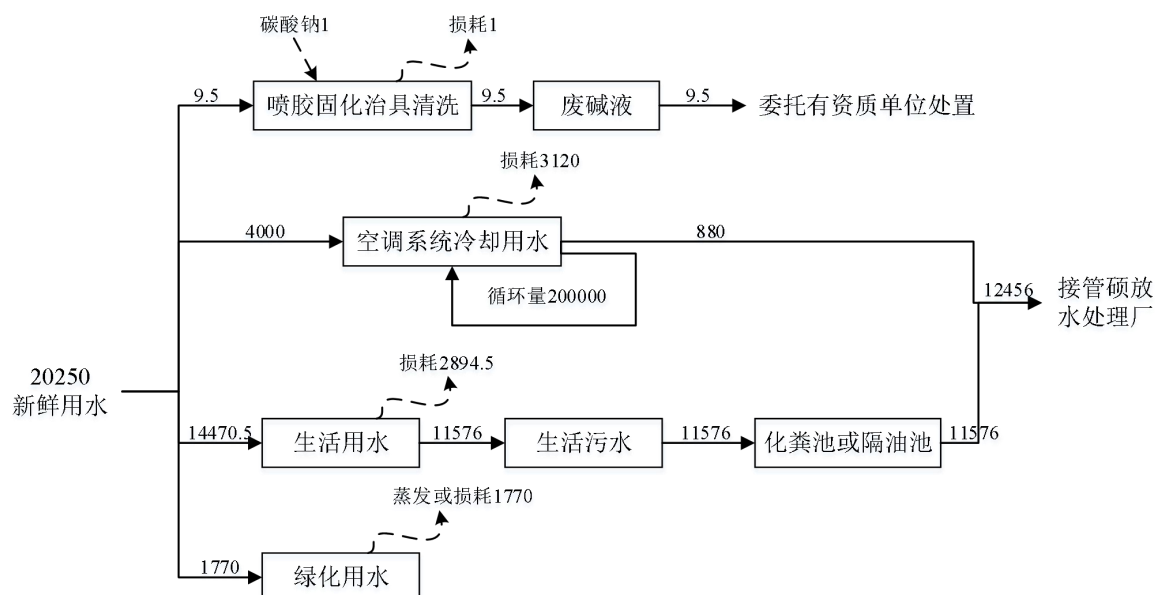 碳酸钠1
损耗1
9.5
喷胶固化治具清洗
9.5
废碱液
9.5
委托有资质单位处置
损耗3120
4000
空调系统冷却用水
880
循环量200000
12456
接管硕放
水处理厂
20250
新鲜用水
损耗2894.5
14470.5
生活用水
11576
生活污水
11576
化粪池或隔油池
11576
蒸发或损耗1770
1770
绿化用水